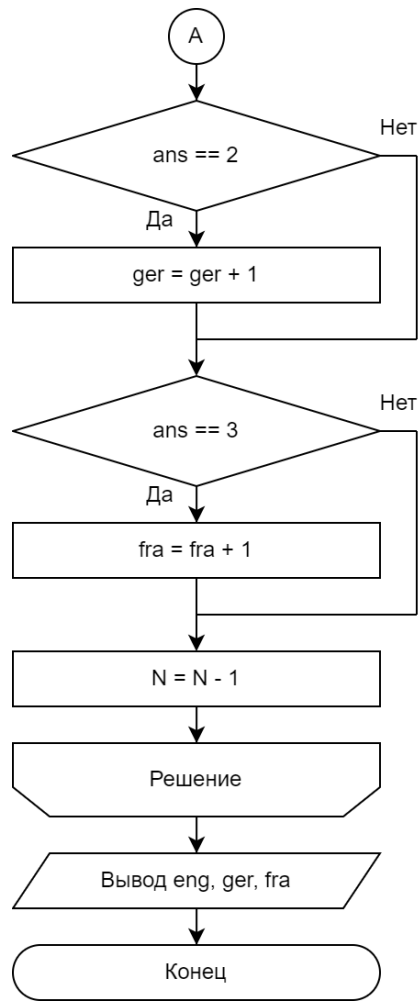 A
Нет
ans == 2
Да
ger = ger + 1
Нет
ans == 3
Да
fra = fra + 1
N = N - 1
Решение
Вывод eng, ger, fra
Конец